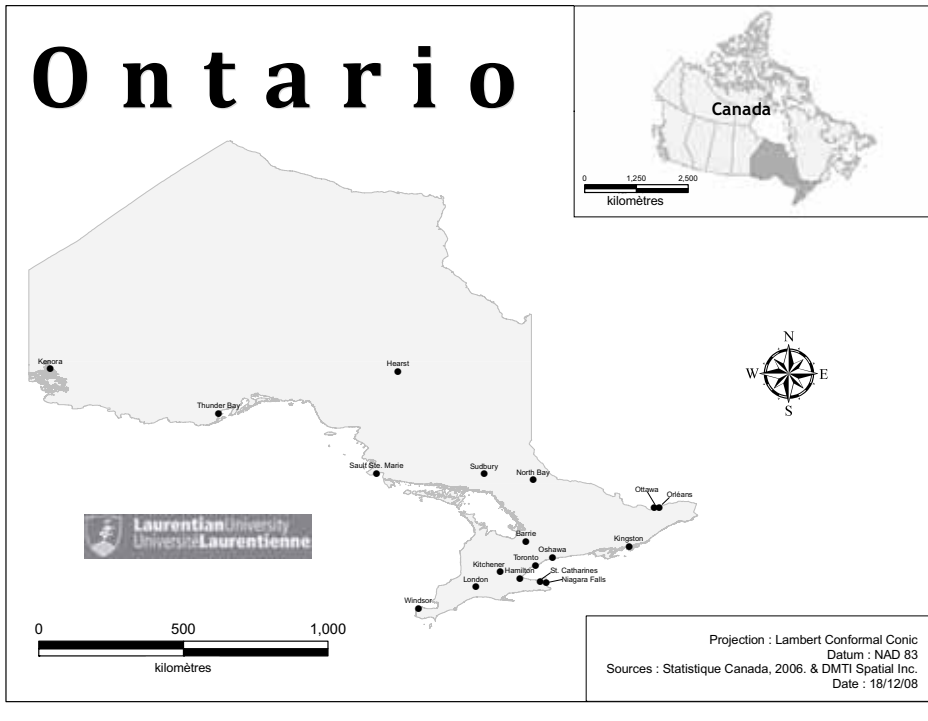 Ontario
Canada
0 1,250 2,500
kilomètres
N
W E
S
Kenora
Hearst
Thunder Bay
Sault Ste. Marie
Sudbury
North Bay
Ottawa
Orléans
Barrie
Kingston
Oshawa
Toronto
Kitchener
Hamilton
St. Catharines
London
Niagara Falls
Windsor
LaurentianUniversity
UniversitéLaurentienne
0 500 1,000
kilomètres
Projection : Lambert Conformal Conic
Datum : NAD 83
Sources : Statistique Canada, 2006. & DMTI Spatial Inc.
Date : 18/12/08